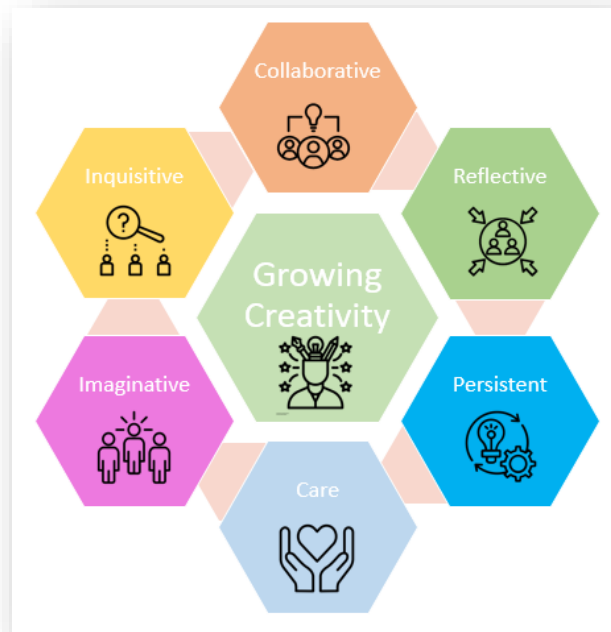 Collaborative
Inquisitive
Reflective
Growing
Creativity
Imaginative
Persistent
Care
?